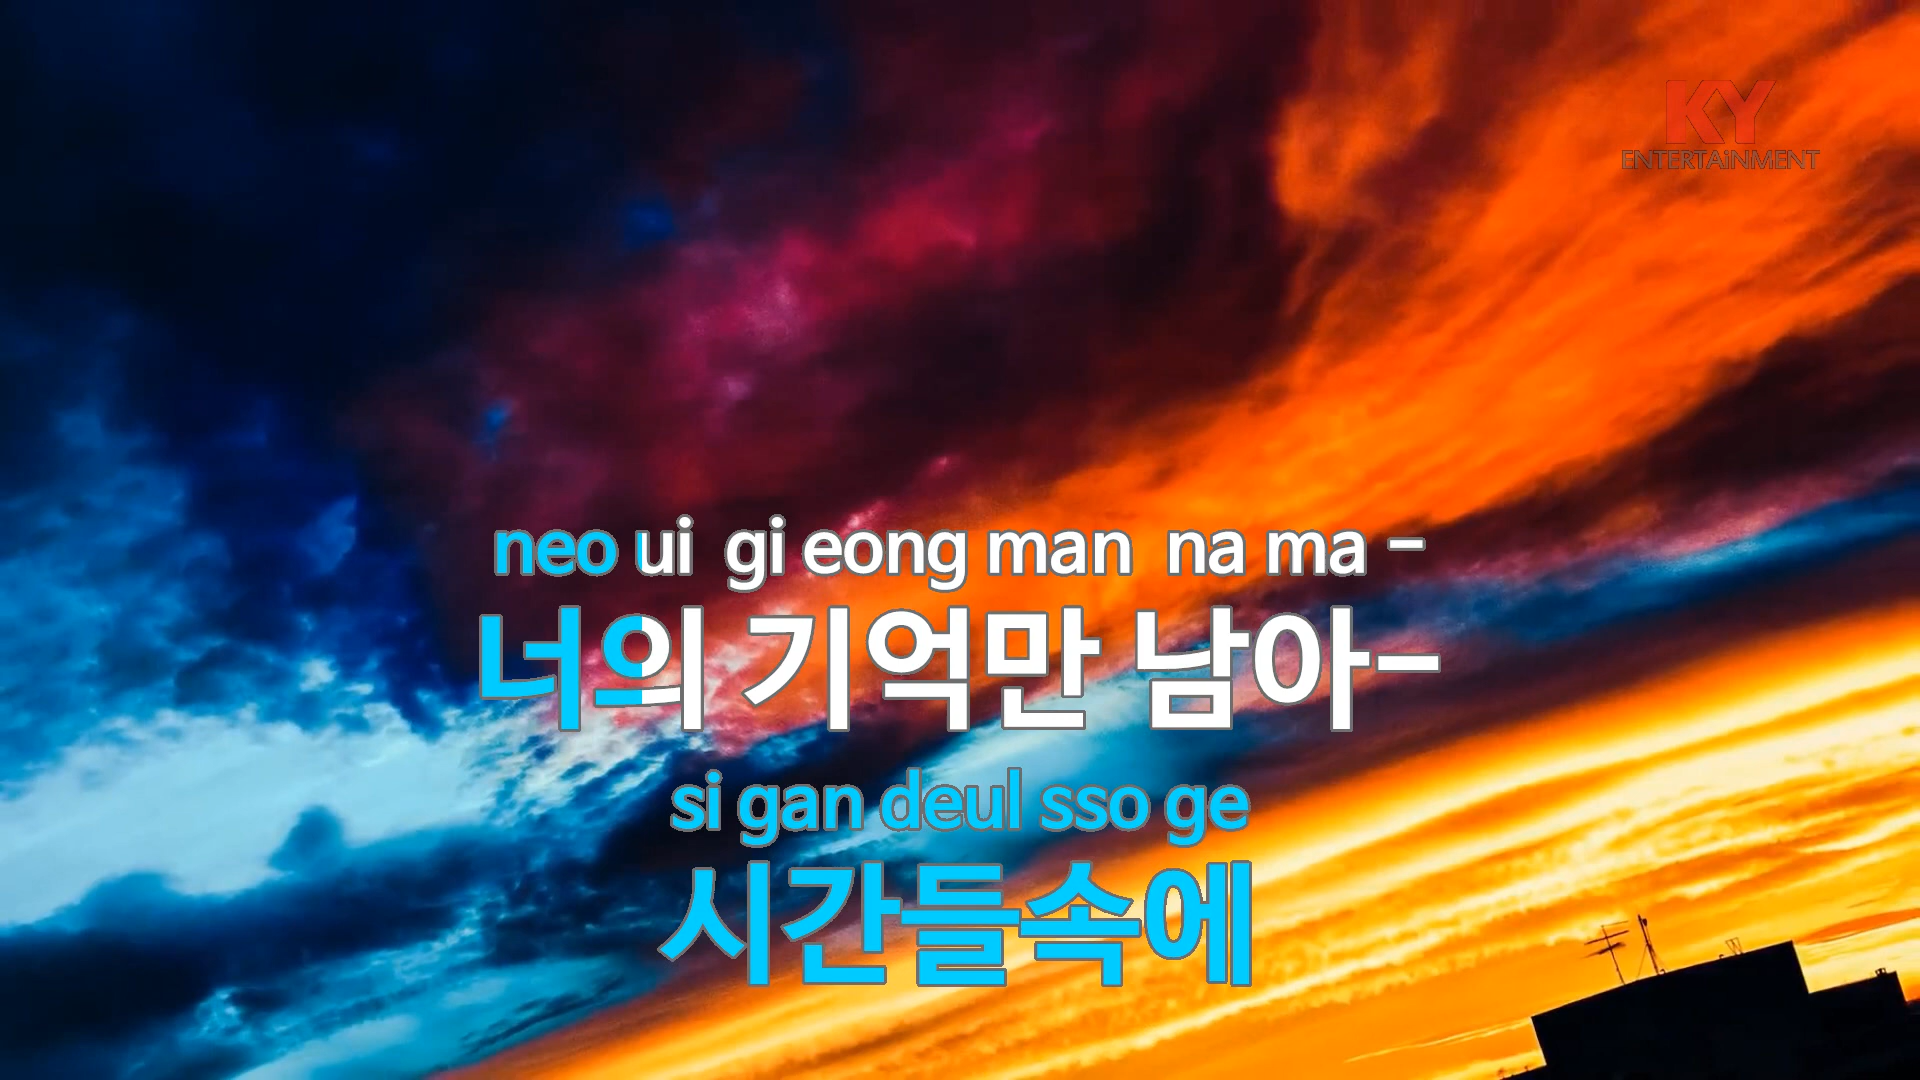 KY
ENTERTAiNMENT
neo ui gi eong man na ma -
너의 기억만 남아-
si gan deul sso ge
시간들속에